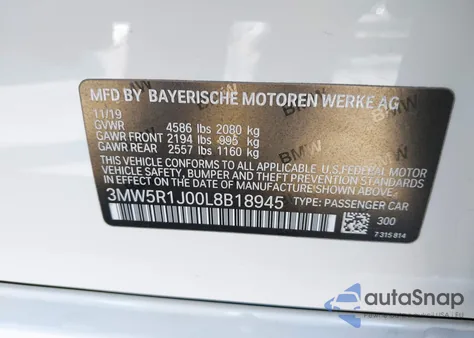 MFD BY BAYERISCHE MOTOREN WERKE AG
11/19
GVWR 4586 lbs 2080 kg
GAWR FRONT 2194 lbs 995 kg
GAWR REAR 2557 lbs 1160 kg
THIS VEHICLE CONFORMS TO ALL APPLICABLE U.S. FEDERAL MOTOR
VEHICLE SAFETY, BUMPER AND THEFT PREVENTION STANDARDS
IN EFFECT ON THE DATE OF MANUFACTURE SHOWN ABOVE.
3MW5R1J00L8B18945 TYPE: PASSENGER CAR
300
7 315 814
autoSnap